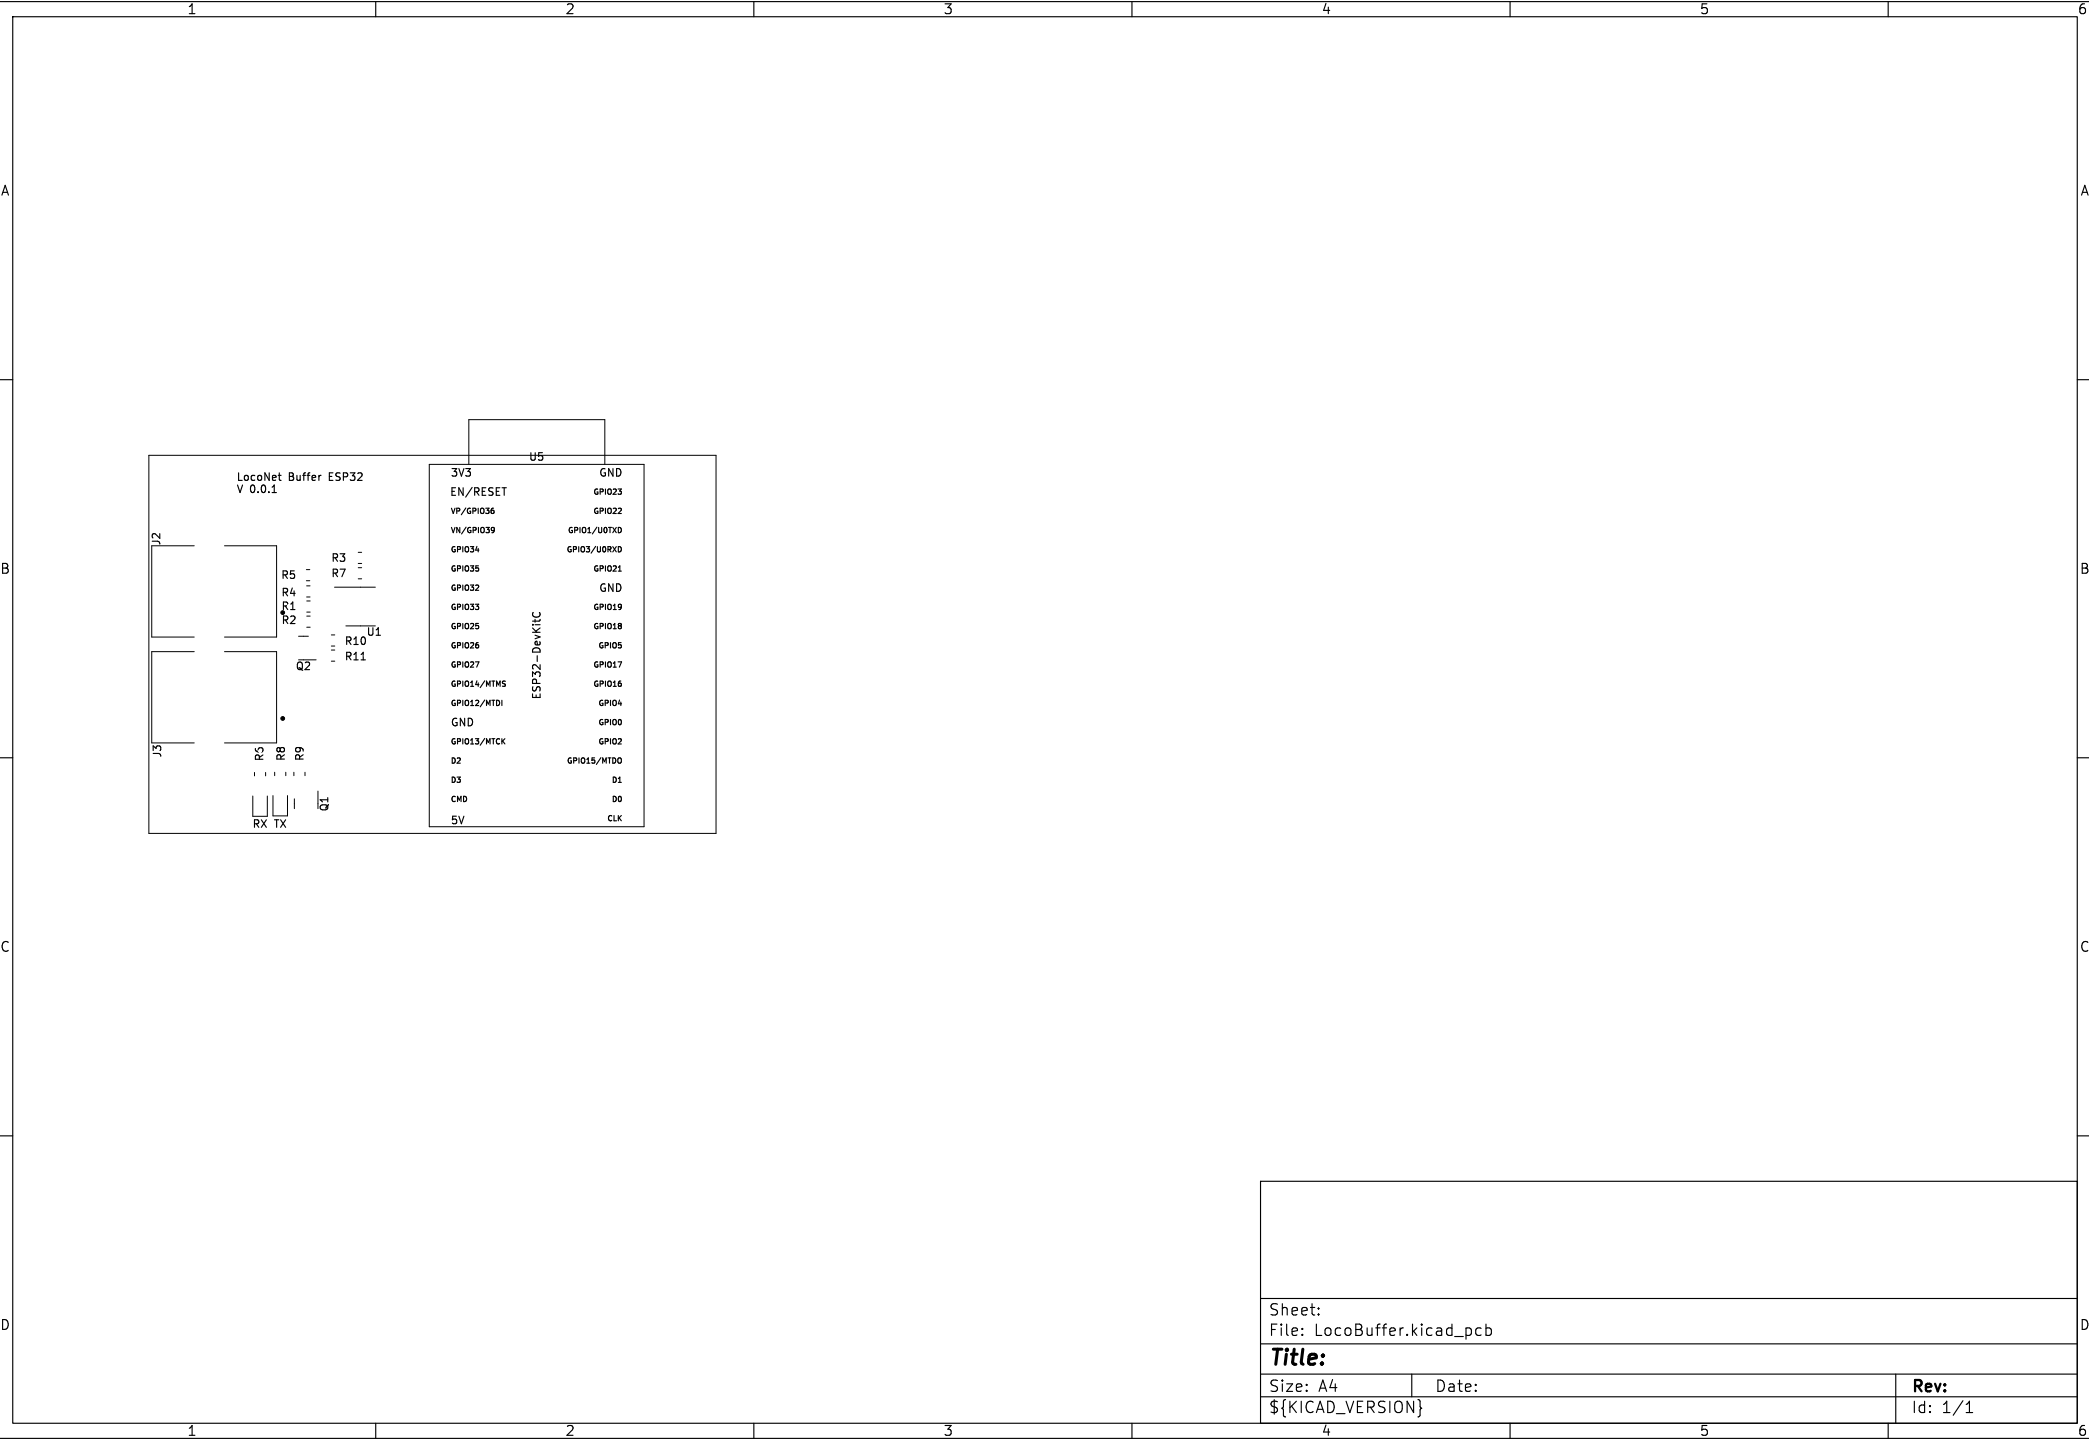 1 2 3 4 5 6
A A
U5
LocoNet Buffer ESP32
V 0.0.1
3V3 GND
EN/RESET GPIO23
VP/GPIO36 GPIO22
VN/GPIO39 GPIO1/U0TXD
GPIO34 GPIO3/U0RXD
GPIO35 GPIO21
GPIO32 GND
GPIO33 GPIO19
GPIO25 GPIO18
GPIO26 GPIO5
GPIO27 GPIO17
GPIO14/MTMS GPIO16
GPIO12/MTDI GPIO4
GND GPIO0
GPIO13/MTCK GPIO2
D2 GPIO15/MTDO
D3 D1
CMD D0
5V CLK
ESP32-DevKitC
J2
R3
R7
R5
R4
R1
R2
U1
R10
R11
Q2
J3
R6 R8 R9
Q1
RX TX
B B
C C
D D
Sheet:
File: LocoBuffer.kicad_pcb
Title:
Size: A4 Date: Rev:
${KICAD_VERSION} Id: 1/1
1 2 3 4 5 6